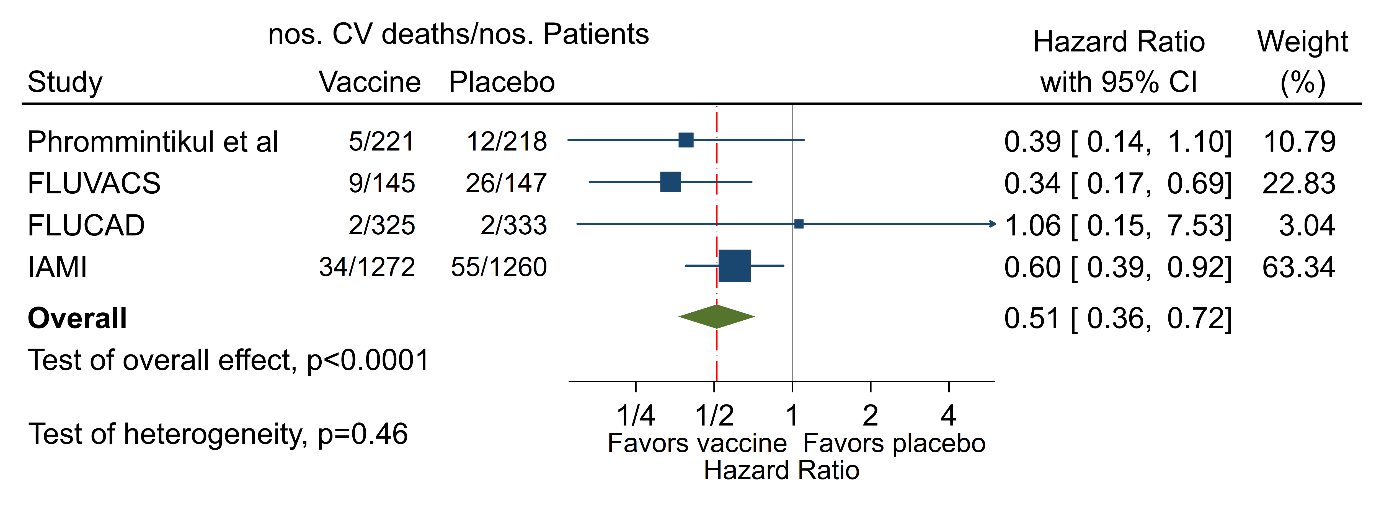 nos. CV deaths/nos. Patients Hazard Ratio Weight
Study Vaccine Placebo with 95% CI (%)
Phrommintikul et al 5/221 12/218 0.39 [ 0.14, 1.10] 10.79
FLUVACS 9/145 26/147 0.34 [ 0.17, 0.69] 22.83
FLUCAD 2/325 2/333 1.06 [ 0.15, 7.53] 3.04
IAMI 34/1272 55/1260 0.60 [ 0.39, 0.92] 63.34
Overall 0.51 [ 0.36, 0.72]
Test of overall effect, p<0.0001
1/4 1/2 1 2 4
Test of heterogeneity, p=0.46
Favors vaccine Favors placebo
Hazard Ratio